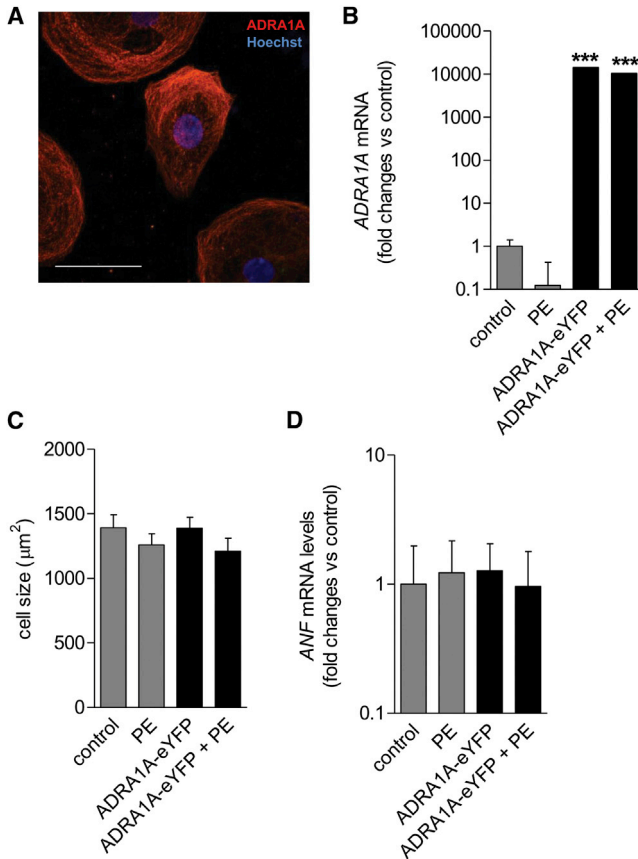 A
ADRA1A
Hoechst
B
ADRA1A mRNA
(fold changes vs control)
100000
10000
1000
100
10
1
0.1
***
***
control
PE
ADRA1A-eYFP
ADRA1A-eYFP + PE
C
cell size (μm²)
2000
1500
1000
500
0
control
PE
ADRA1A-eYFP
ADRA1A-eYFP + PE
D
ANF mRNA levels
(fold changes vs control)
10
1
0.1
control
PE
ADRA1A-eYFP
ADRA1A-eYFP + PE